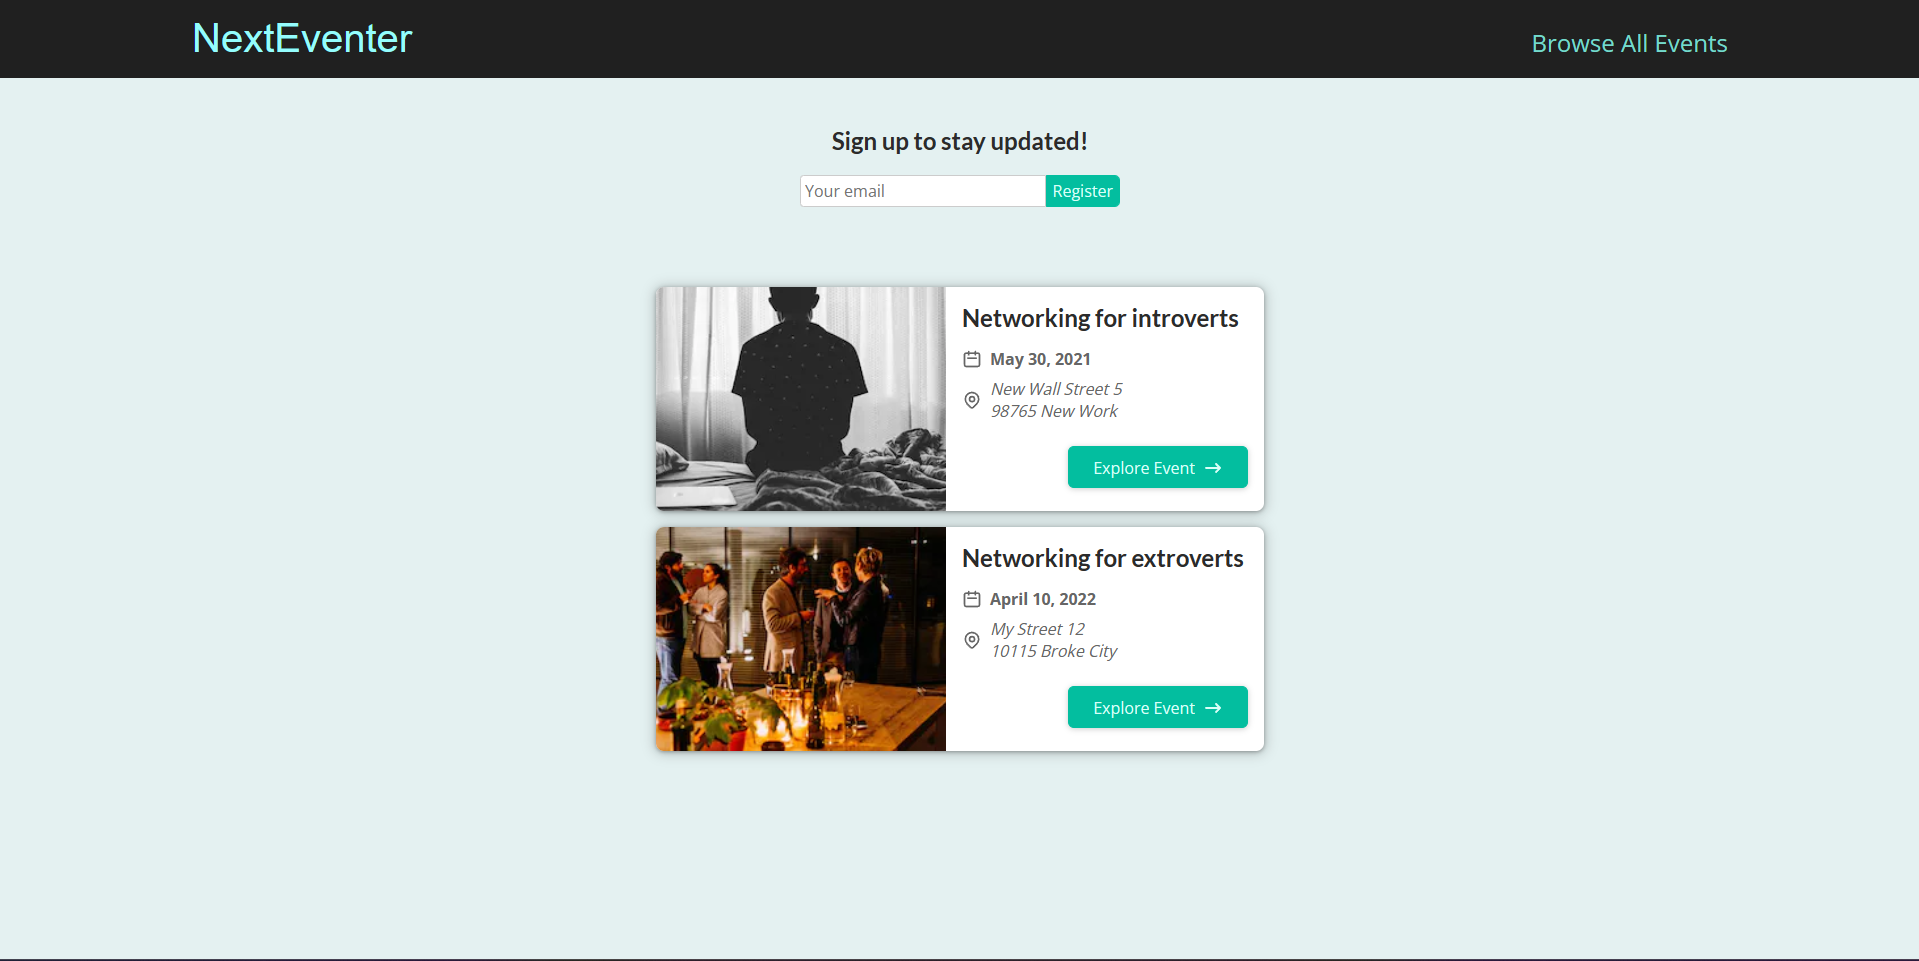 NextEventer
Browse All Events
Sign up to stay updated!
Your email
Register
Networking for introverts
May 30, 2021
New Wall Street 5
98765 New Work
Explore Event
Networking for extroverts
April 10, 2022
My Street 12
10115 Broke City
Explore Event